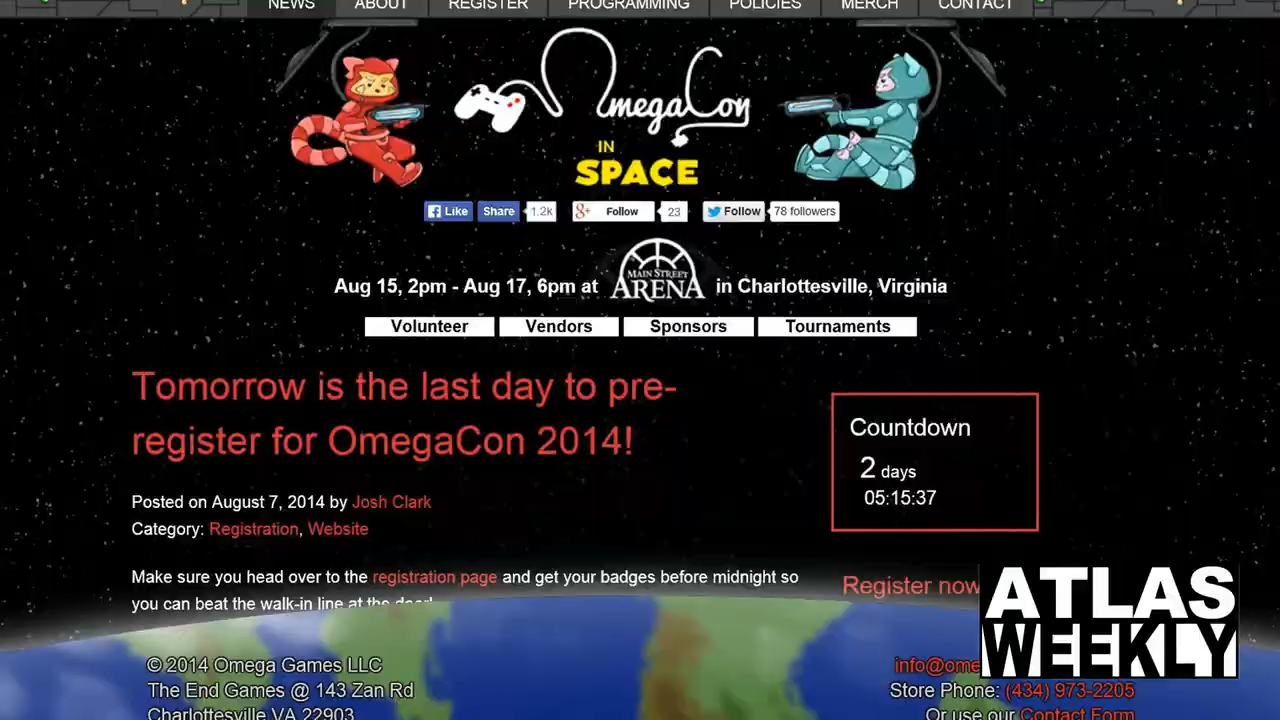 NEWS ABOUT REGISTER PROGRAMMING POLICIES MERCH CONTACT
OmegaCon
IN
SPACE
Like Share 1.2k Follow 23 Follow 78 followers
Aug 15, 2pm - Aug 17, 6pm at MAIN STREET ARENA in Charlottesville, Virginia
Volunteer Vendors Sponsors Tournaments
Tomorrow is the last day to pre-
register for OmegaCon 2014!
Posted on August 7, 2014 by Josh Clark
Category: Registration, Website
Make sure you head over to the registration page and get your badges before midnight so
you can beat the walk-in line at the door!
Countdown
2 days
05:15:37
Register now
ATLAS
WEEKLY
© 2014 Omega Games LLC
The End Games @ 143 Zan Rd
Charlottesville VA 22903
info@ome
Store Phone: (434) 973-2205
Or use our Contact Form